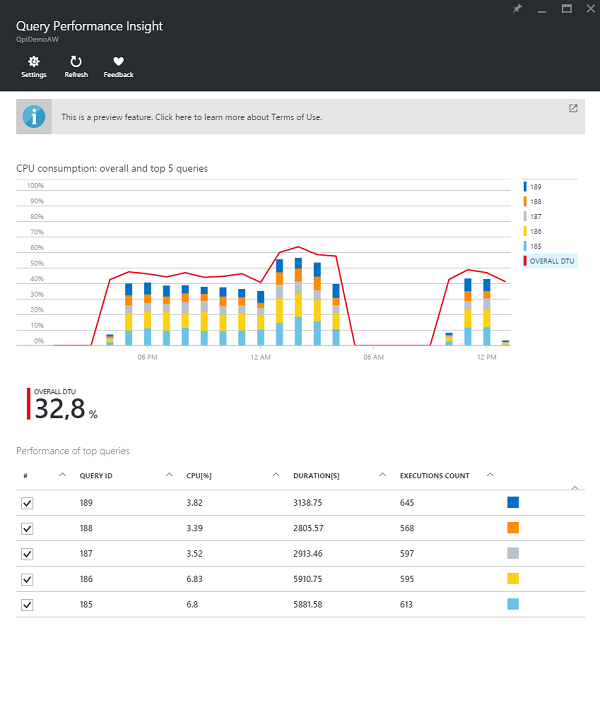 Query Performance Insight
QpiDemoAW
Settings Refresh Feedback
This is a preview feature. Click here to learn more about Terms of Use.
CPU consumption: overall and top 5 queries
100%
90%
80%
70%
60%
50%
40%
30%
20%
10%
0%
06 PM 12 AM 06 AM 12 PM
189
188
187
186
185
OVERALL DTU
OVERALL DTU
32,8 %
Performance of top queries
# QUERY ID CPU[%] DURATION[S] EXECUTIONS COUNT
189 3.82 3138.75 645
188 3.39 2805.57 568
187 3.52 2913.46 597
186 6.83 5910.75 595
185 6.8 5881.58 613